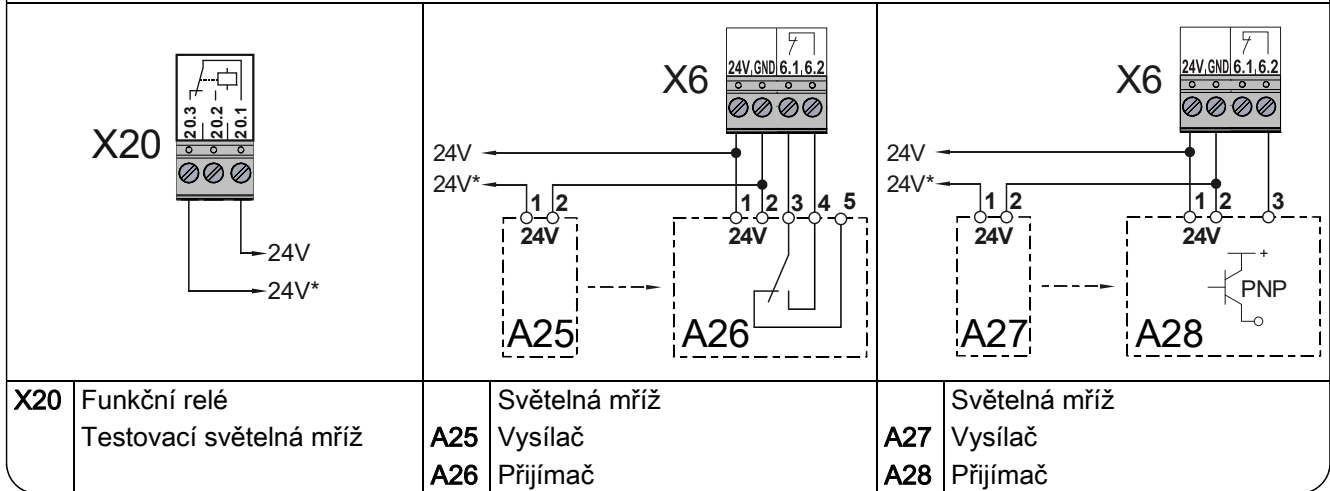 X20
20.3
20.2
20.1
24V
24V*
X6
24V GND 6.1 6.2
24V
24V*
1 2
24V
1 2 3 4 5
24V
A25
A26
X6
24V GND 6.1 6.2
24V
24V*
1 2
24V
1 2 3
24V
+
PNP
A27
A28
X20 Funkční relé
Testovací světelná mříž
Světelná mříž
A25 Vysílač
A26 Přijímač
Světelná mříž
A27 Vysílač
A28 Přijímač